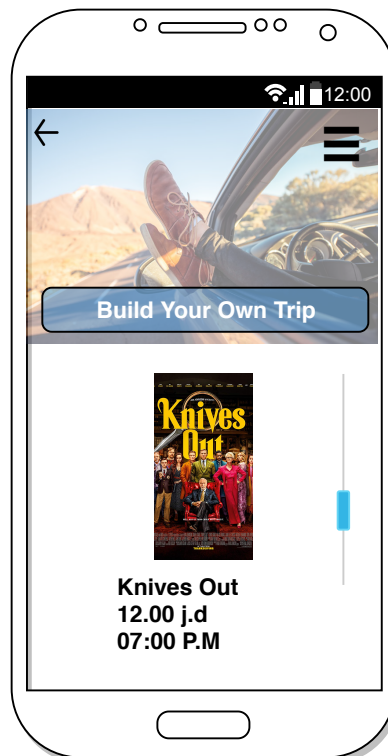 12:00
Build Your Own Trip
Knives
Out
Knives Out
12.00 j.d
07:00 P.M